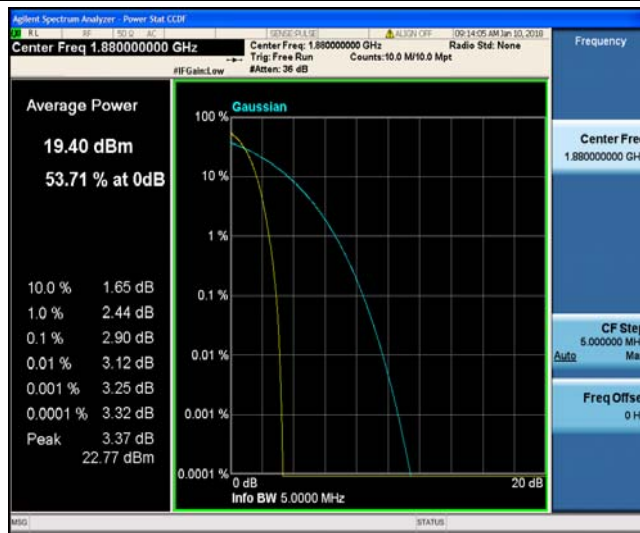 Agilent Spectrum Analyzer - Power Stat CCDF
RL RF 50 Ω AC SENSE:PULSE ALIGN OFF 09:14:05 AM Jan 10, 2018
Center Freq 1.880000000 GHz
Center Freq: 1.880000000 GHz Radio Std: None
Trig: Free Run Counts:10.0 M/10.0 Mpt
#IFGain:Low #Atten: 36 dB
Frequency
Average Power
19.40 dBm
53.71 % at 0dB
10.0 % 1.65 dB
1.0 % 2.44 dB
0.1 % 2.90 dB
0.01 % 3.12 dB
0.001 % 3.25 dB
0.0001 % 3.32 dB
Peak 3.37 dB
22.77 dBm
Gaussian
100 %
10 %
1 %
0.1 %
0.01 %
0.001 %
0.0001 %
0 dB 20 dB
Info BW 5.0000 MHz
Center Fre
1.880000000 GH
CF Step
5.000000 MH
Auto Ma
Freq Offse
0 H
MSG STATUS